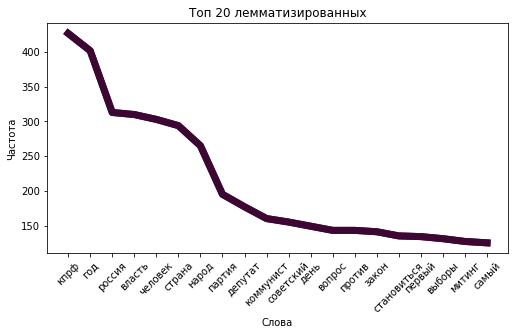 Топ 20 лемматизированных
Частота
400
350
300
250
200
150
кпрф
год
россия
власть
человек
страна
народ
партия
депутат
коммунист
советский
день
вопрос
против
закон
становиться
первый
выборы
митинг
самый
Слова